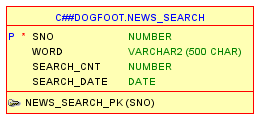 C##DOGFOOT.NEWS_SEARCH
P * SNO NUMBER
WORD VARCHAR2 (500 CHAR)
SEARCH_CNT NUMBER
SEARCH_DATE DATE
NEWS_SEARCH_PK (SNO)